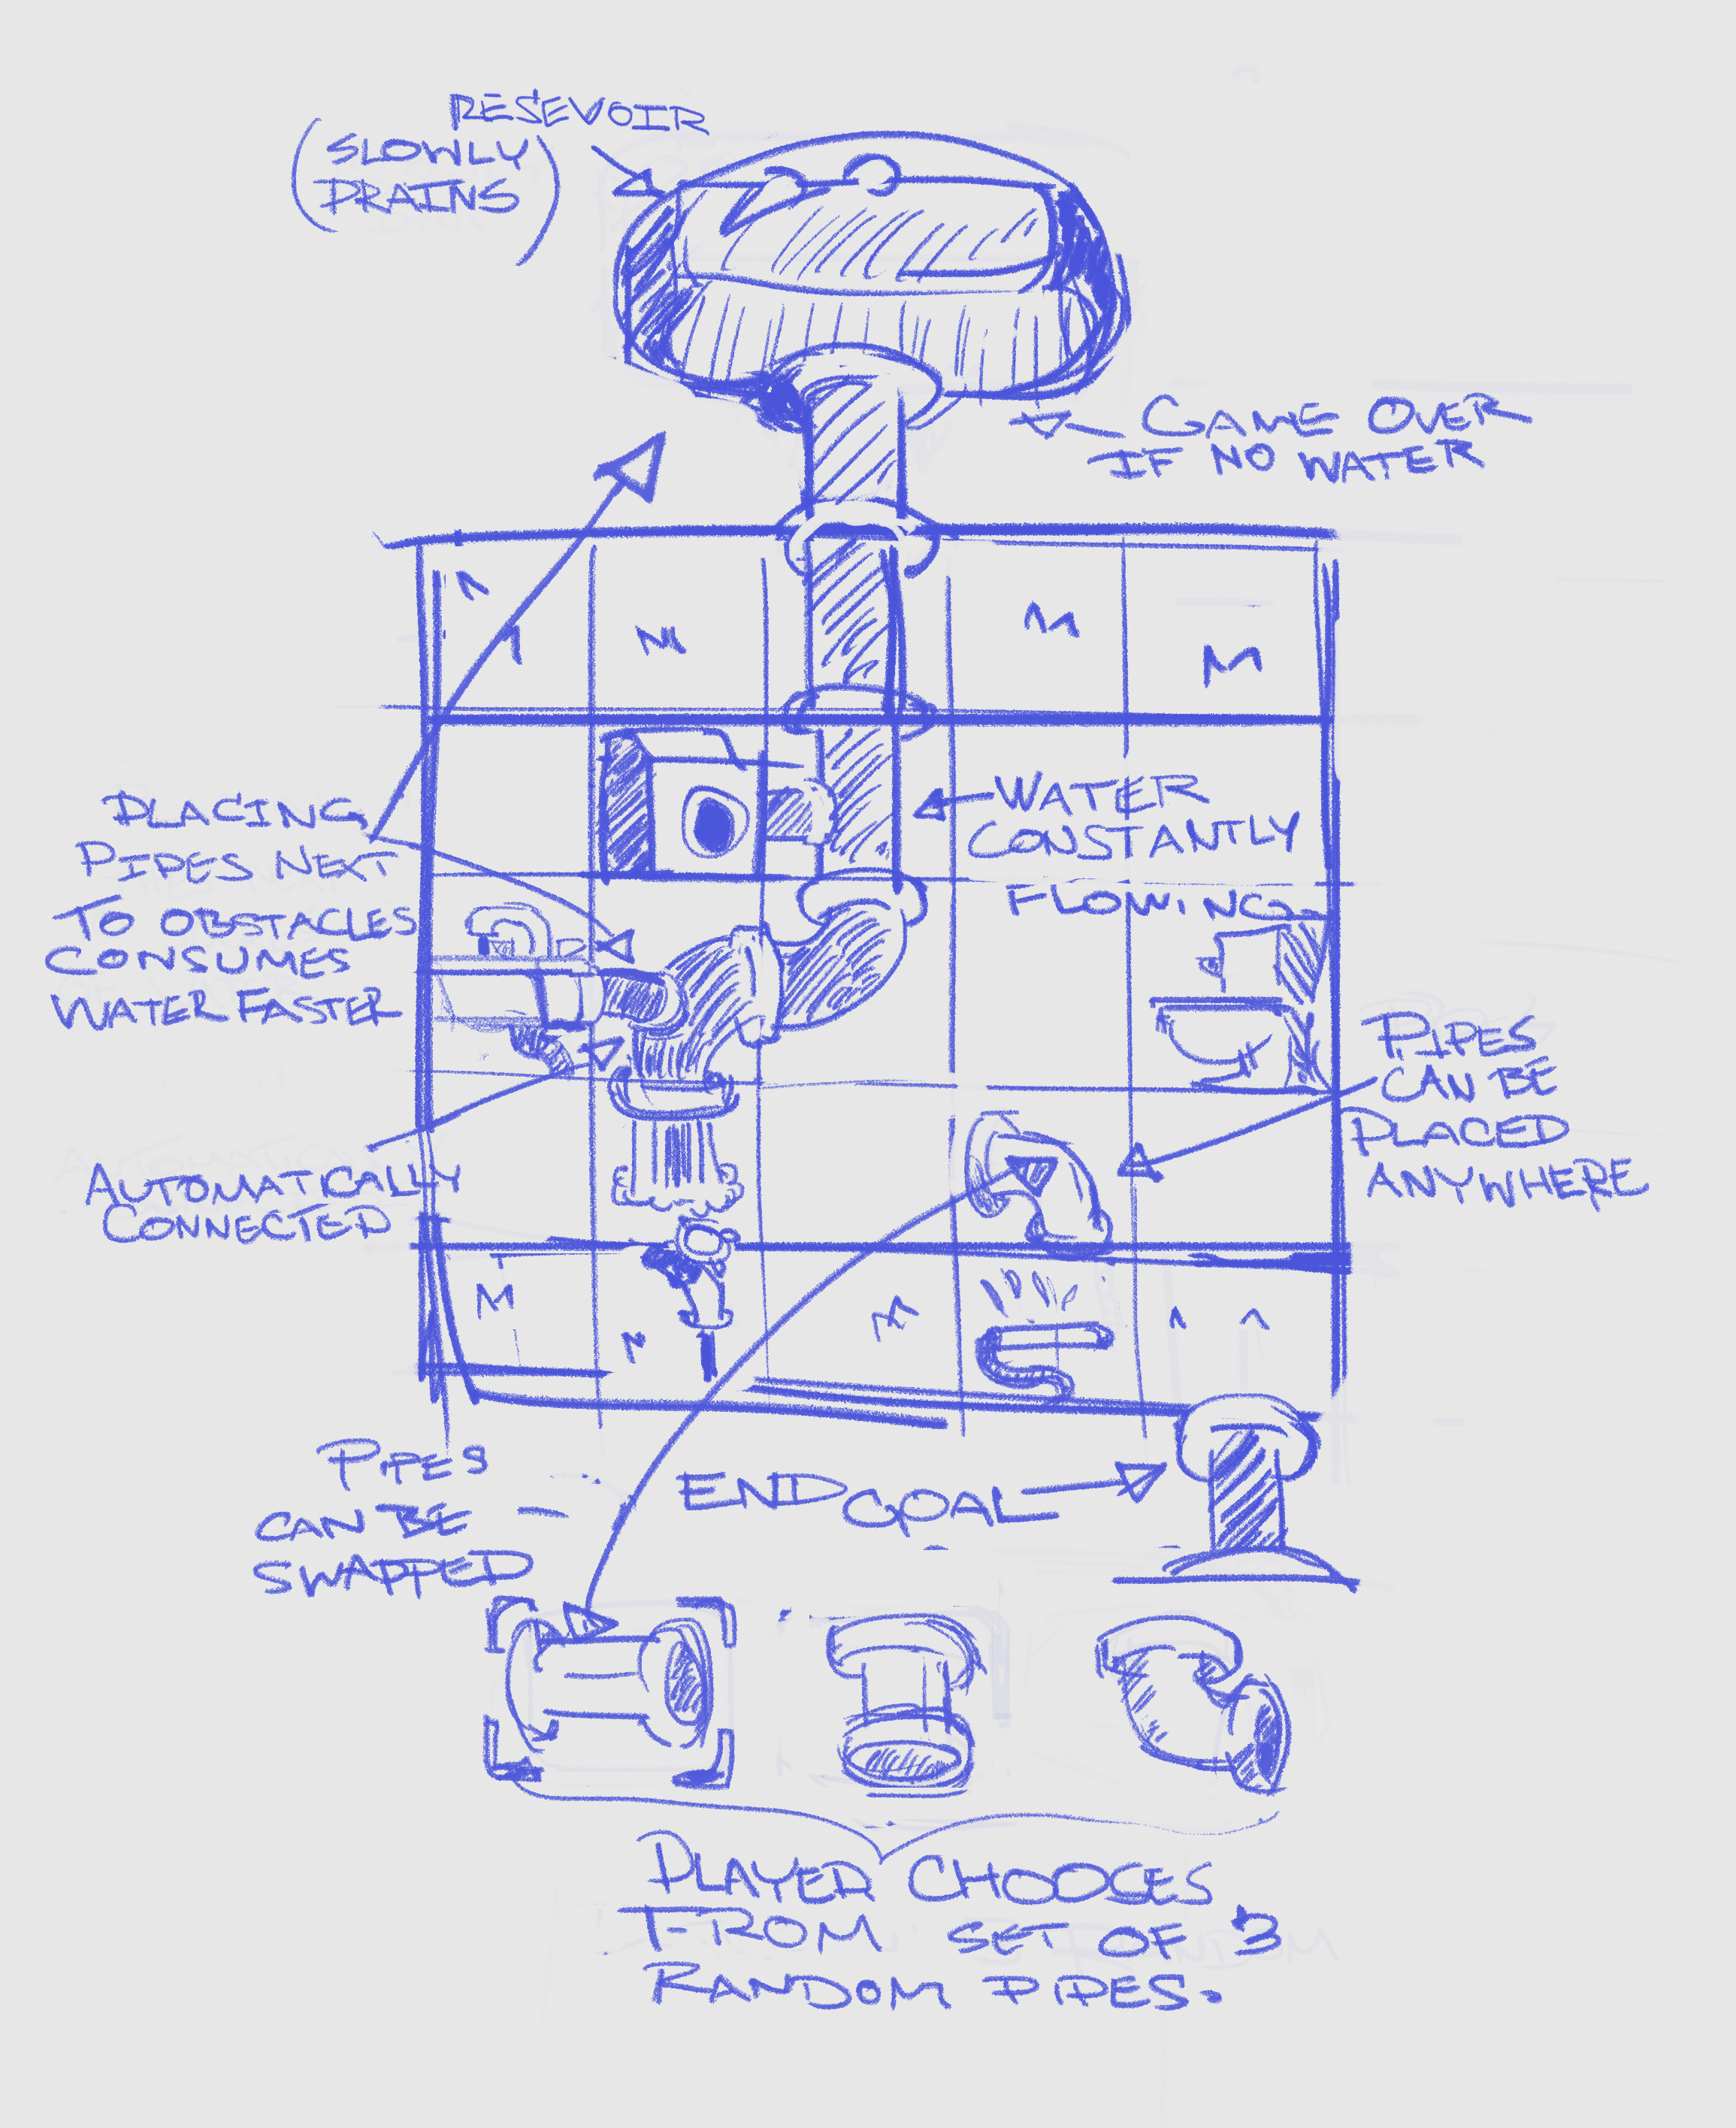 RESEVOIR
(SLOWLY
DRAINS)
GAME OVER
IF NO WATER
PLACING
PIPES NEXT
TO OBSTACLES
CONSUMES
WATER FASTER
WATER
CONSTANTLY
FLOWING
AUTOMATICALLY
CONNECTED
PIPES
CAN BE
PLACED
ANYWHERE
PIPES
CAN BE
SWAPPED
END GOAL
PLAYER CHOOSES
FROM SET OF 3
RANDOM PIPES.